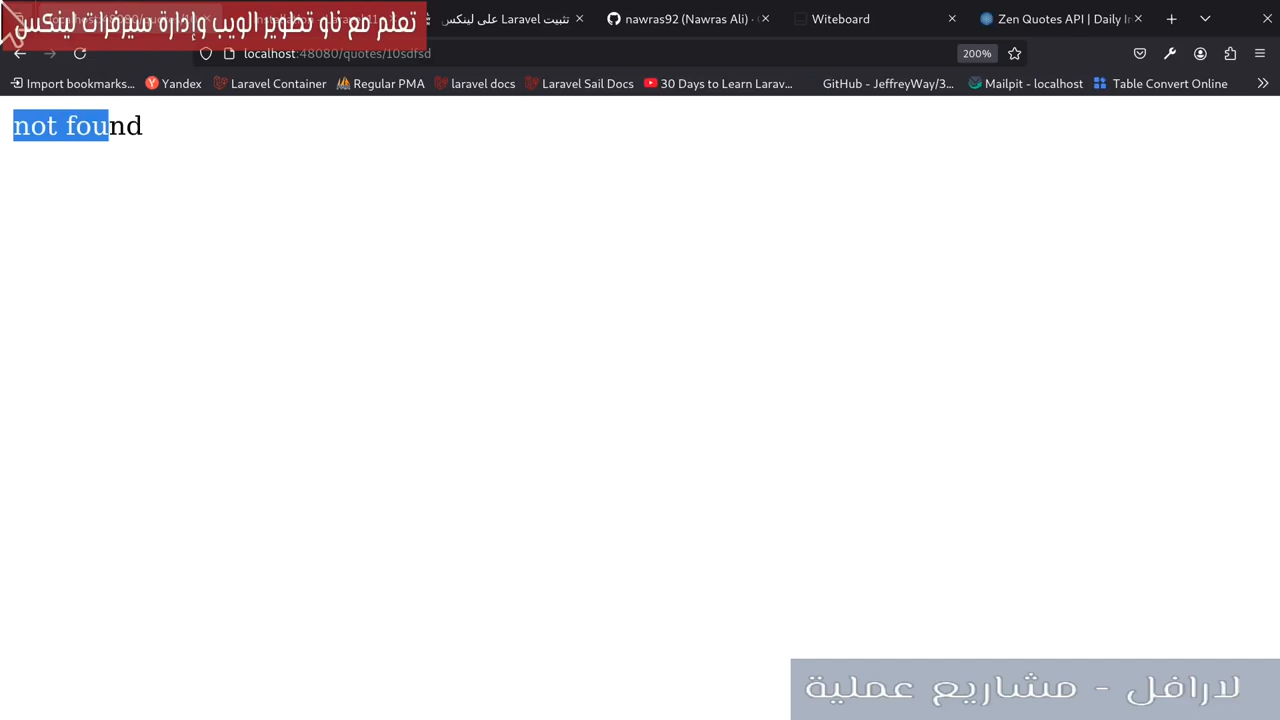 تعلم مع ناو تطوير الويب وإدارة سيرفرات لينكس
تثبيت Laravel على لينكس
nawras92 (Nawras Ali)
Witeboard
Zen Quotes API | Daily In
localhost:48080/quotes/10sdfsd
200%
Import bookmarks...
Yandex
Laravel Container
Regular PMA
laravel docs
Laravel Sail Docs
30 Days to Learn Larav...
GitHub - JeffreyWay/3...
Mailpit - localhost
Table Convert Online
not found
لارافل - مشاريع عملية